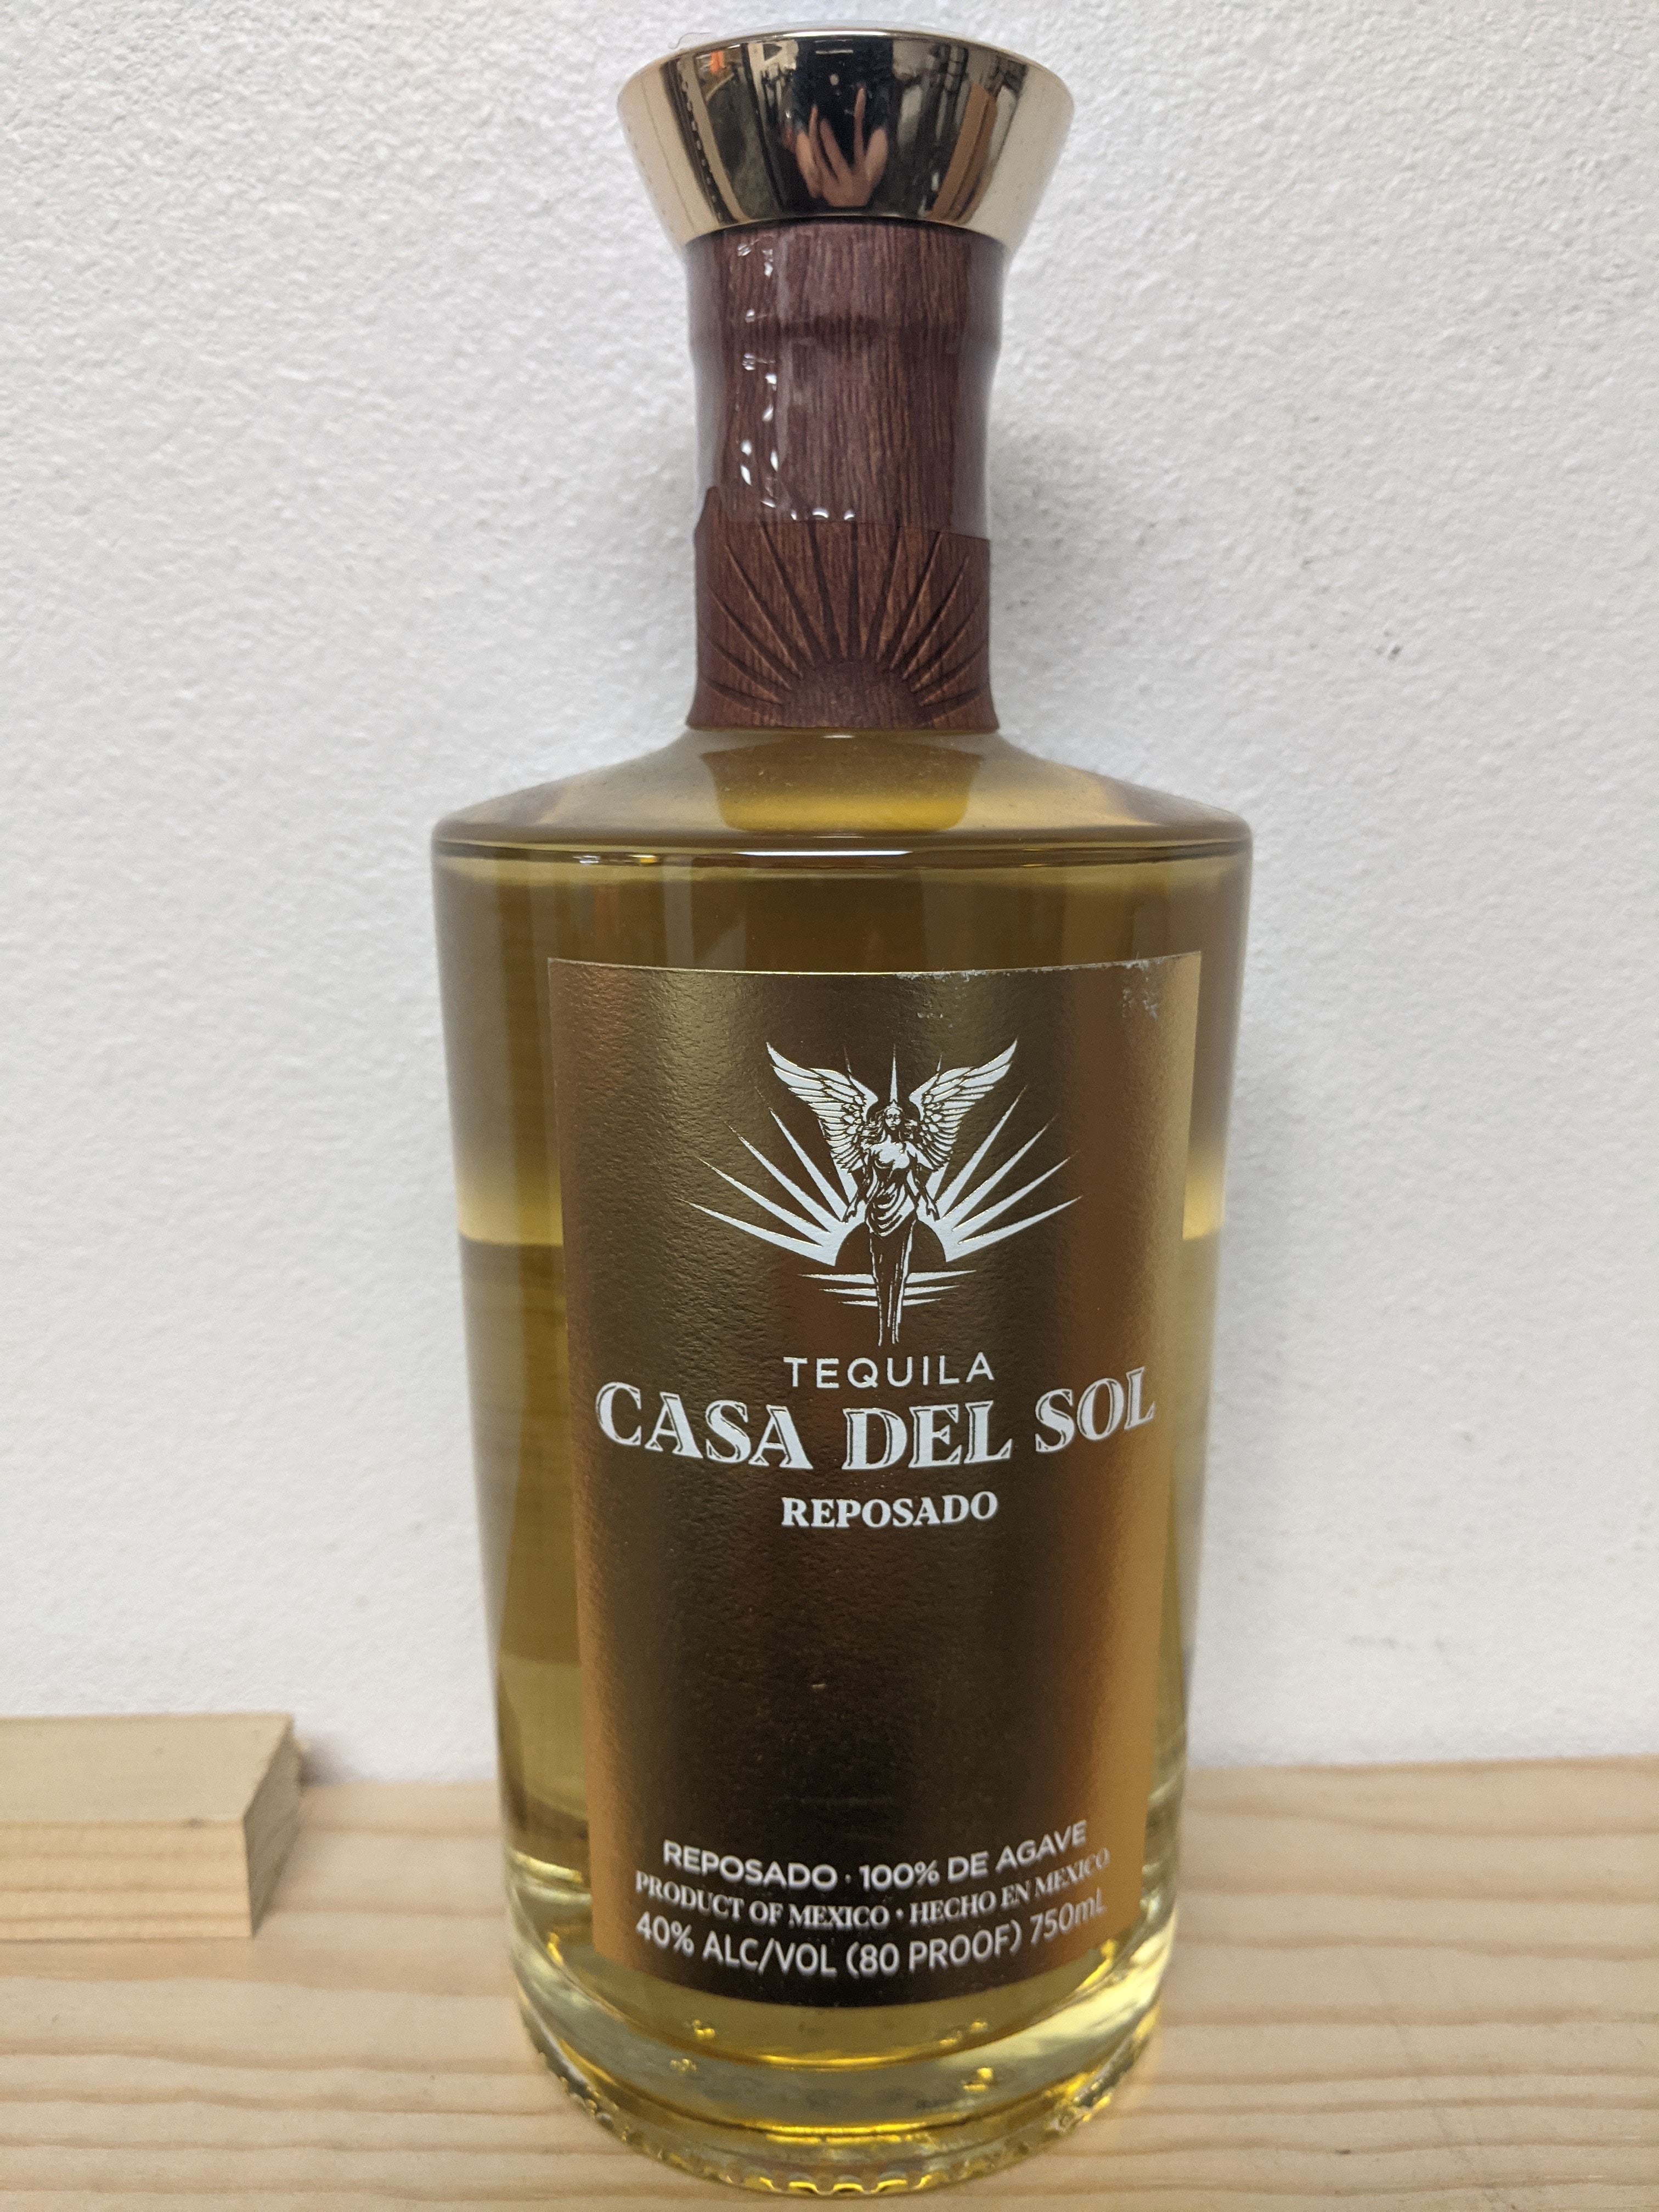 TEQUILA
CASA DEL SOL
REPOSADO
REPOSADO · 100% DE AGAVE
PRODUCT OF MEXICO • HECHO EN MEXICO
40% ALC/VOL (80 PROOF) 750mL